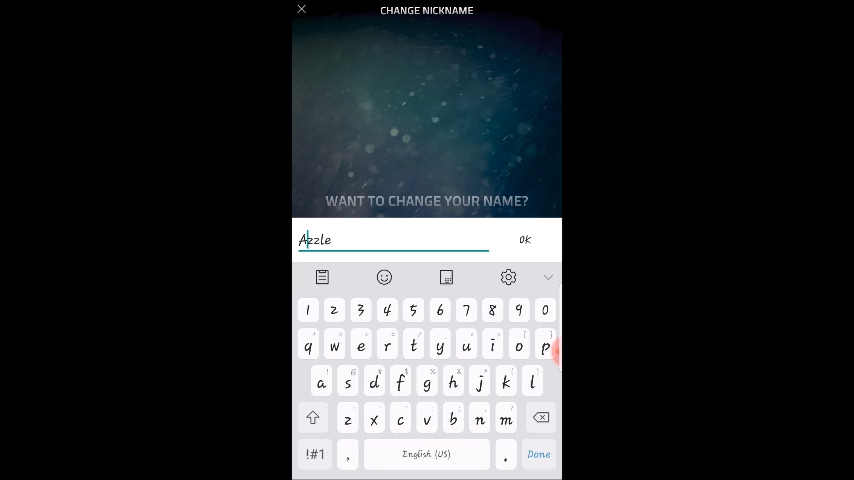 CHANGE NICKNAME
WANT TO CHANGE YOUR NAME?
Azzle
OK
1 2 3 4 5 6 7 8 9 0
q w e r t y u i o p
a s d f g h j k l
z x c v b n m
!#1 , English (US) . Done